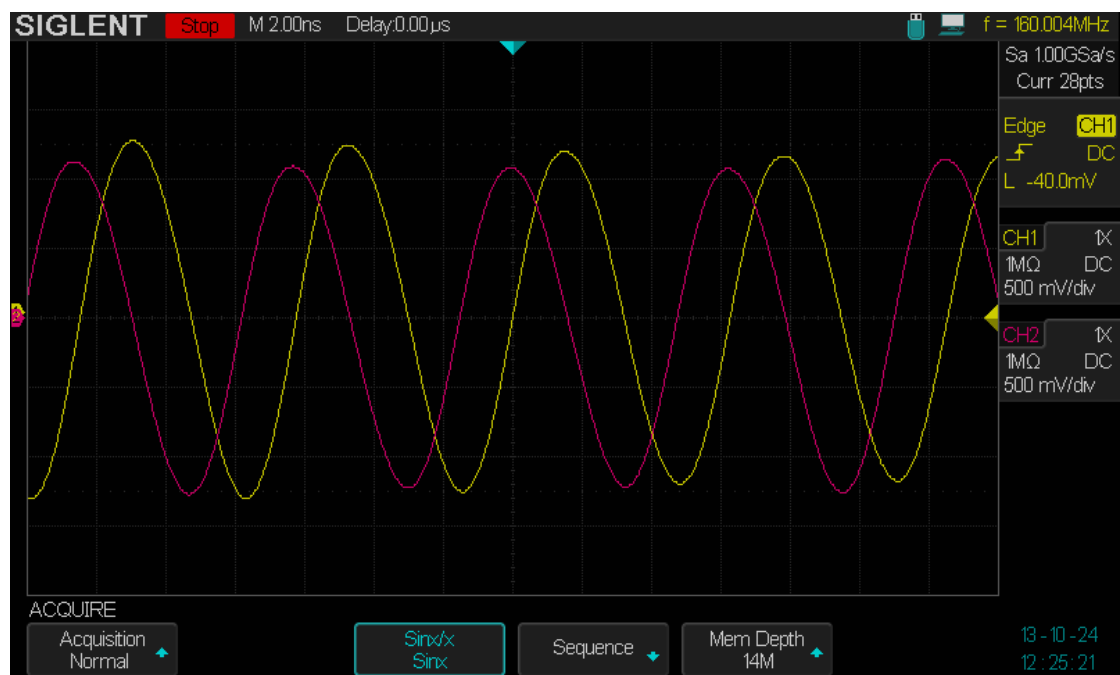 SIGLENT Stop M 2.00ns Delay:0.00µs f = 160.004MHz
Sa 1.00GSa/s
Curr 28pts
Edge CH1
DC
L -40.0mV
CH1 1X
1MΩ DC
500 mV/div
CH2 1X
1MΩ DC
500 mV/div
ACQUIRE
Acquisition
Normal
Sinx/x
Sinx
Sequence
Mem Depth
14M
13-10-24
12:25:21